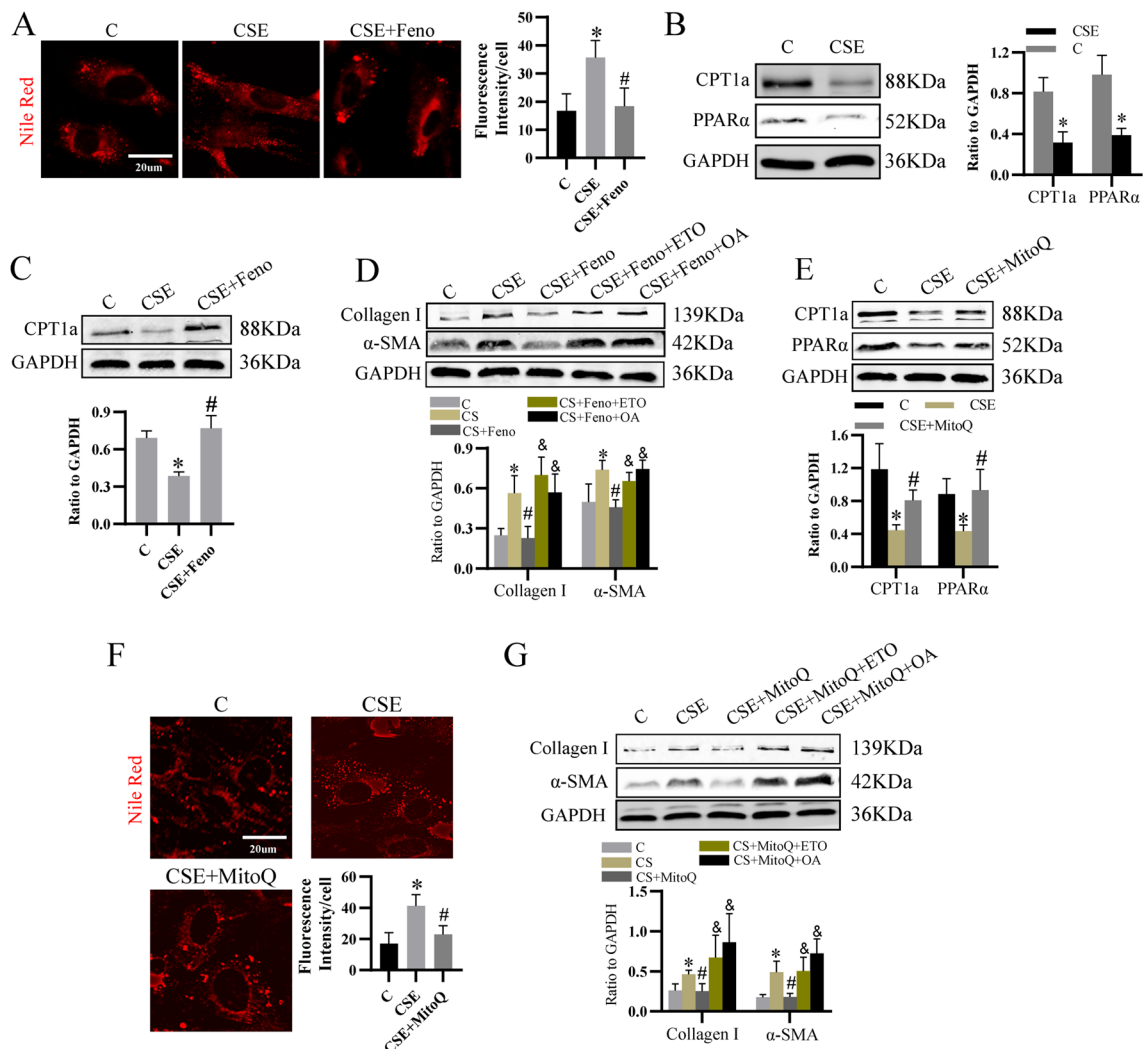 A
C
CSE
CSE+Feno
Nile Red
20um
Fluorescence
Intensity/cell
60
40
20
0
*
#
C
CSE
CSE+Feno
B
C
CSE
CPT1a
88KDa
PPARα
52KDa
GAPDH
36KDa
CSE
C
Ratio to GAPDH
1.2
0.8
0.4
0.0
*
*
CPT1a
PPARα
C
C
CSE
CSE+Feno
CPT1a
88KDa
GAPDH
36KDa
Ratio to GAPDH
0.9
0.6
0.3
0.0
*
#
C
CSE
CSE+Feno
D
C
CSE
CSE+Feno
CSE+Feno+ETO
CSE+Feno+OA
Collagen I
139KDa
α-SMA
42KDa
GAPDH
36KDa
C
CS
CS+Feno
CS+Feno+ETO
CS+Feno+OA
Ratio to GAPDH
0.9
0.6
0.3
0.0
*
#
&
&
*
#
&
&
Collagen I
α-SMA
E
C
CSE
CSE+MitoQ
CPT1a
88KDa
PPARα
52KDa
GAPDH
36KDa
C
CSE
CSE+MitoQ
Ratio to GAPDH
1.6
1.2
0.8
0.4
0.0
*
#
*
#
CPT1a
PPARα
F
C
CSE
Nile Red
20um
CSE+MitoQ
Fluorescence
Intensity/cell
60
40
20
0
*
#
C
CSE
CSE+MitoQ
G
C
CSE
CSE+MitoQ
CSE+MitoQ+ETO
CSE+MitoQ+OA
Collagen I
139KDa
α-SMA
42KDa
GAPDH
36KDa
C
CS
CS+MitoQ
CS+MitoQ+ETO
CS+MitoQ+OA
Ratio to GAPDH
1.5
1.0
0.5
0.0
*
#
&
&
*
#
&
&
Collagen I
α-SMA